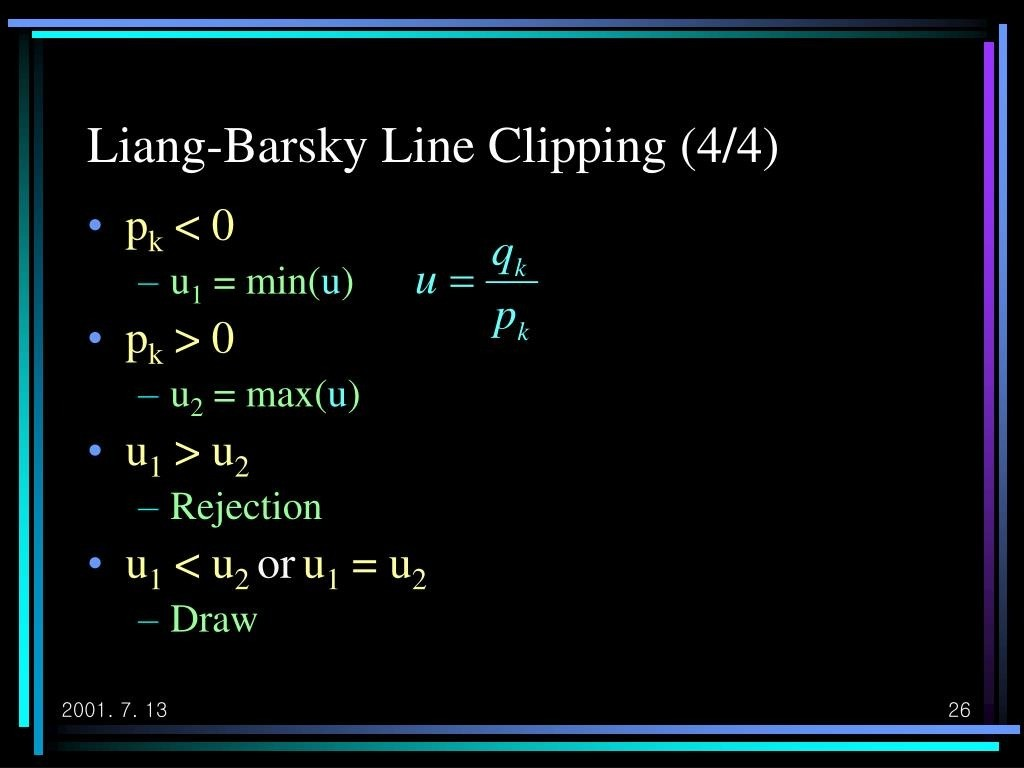 Liang-Barsky Line Clipping (4/4)
• pk < 0
– u1 = min(u)
u = qk / pk
• pk > 0
– u2 = max(u)
• u1 > u2
– Rejection
• u1 < u2 or u1 = u2
– Draw
2001. 7. 13
26